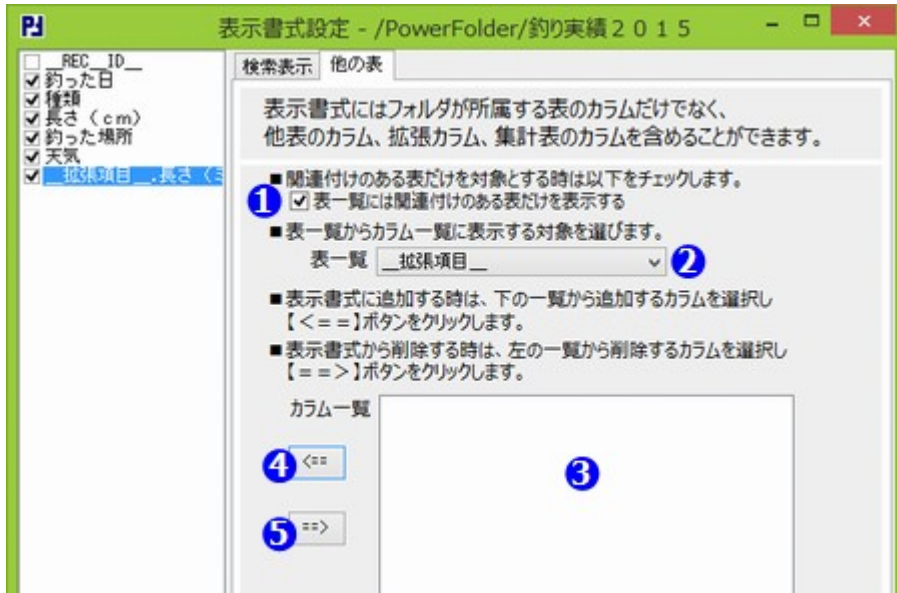 表示書式設定 - /PowerFolder/釣り実績２０１５
__REC__ID__
釣った日
種類
長さ（ｃｍ）
釣った場所
天気
__拡張項目__.長さ（ミ
検索表示 他の表
表示書式にはフォルダが所属する表のカラムだけでなく、
他表のカラム、拡張カラム、集計表のカラムを含めることができます。
■関連付けのある表だけを対象とする時は以下をチェックします。
1 表一覧には関連付けのある表だけを表示する
■表一覧からカラム一覧に表示する対象を選びます。
表一覧 __拡張項目__ 2
■表示書式に追加する時は、下の一覧から追加するカラムを選択し
【＜＝＝】ボタンをクリックします。
■表示書式から削除する時は、左の一覧から削除するカラムを選択し
【＝＝＞】ボタンをクリックします。
カラム一覧
4 <==
3
5 ==>